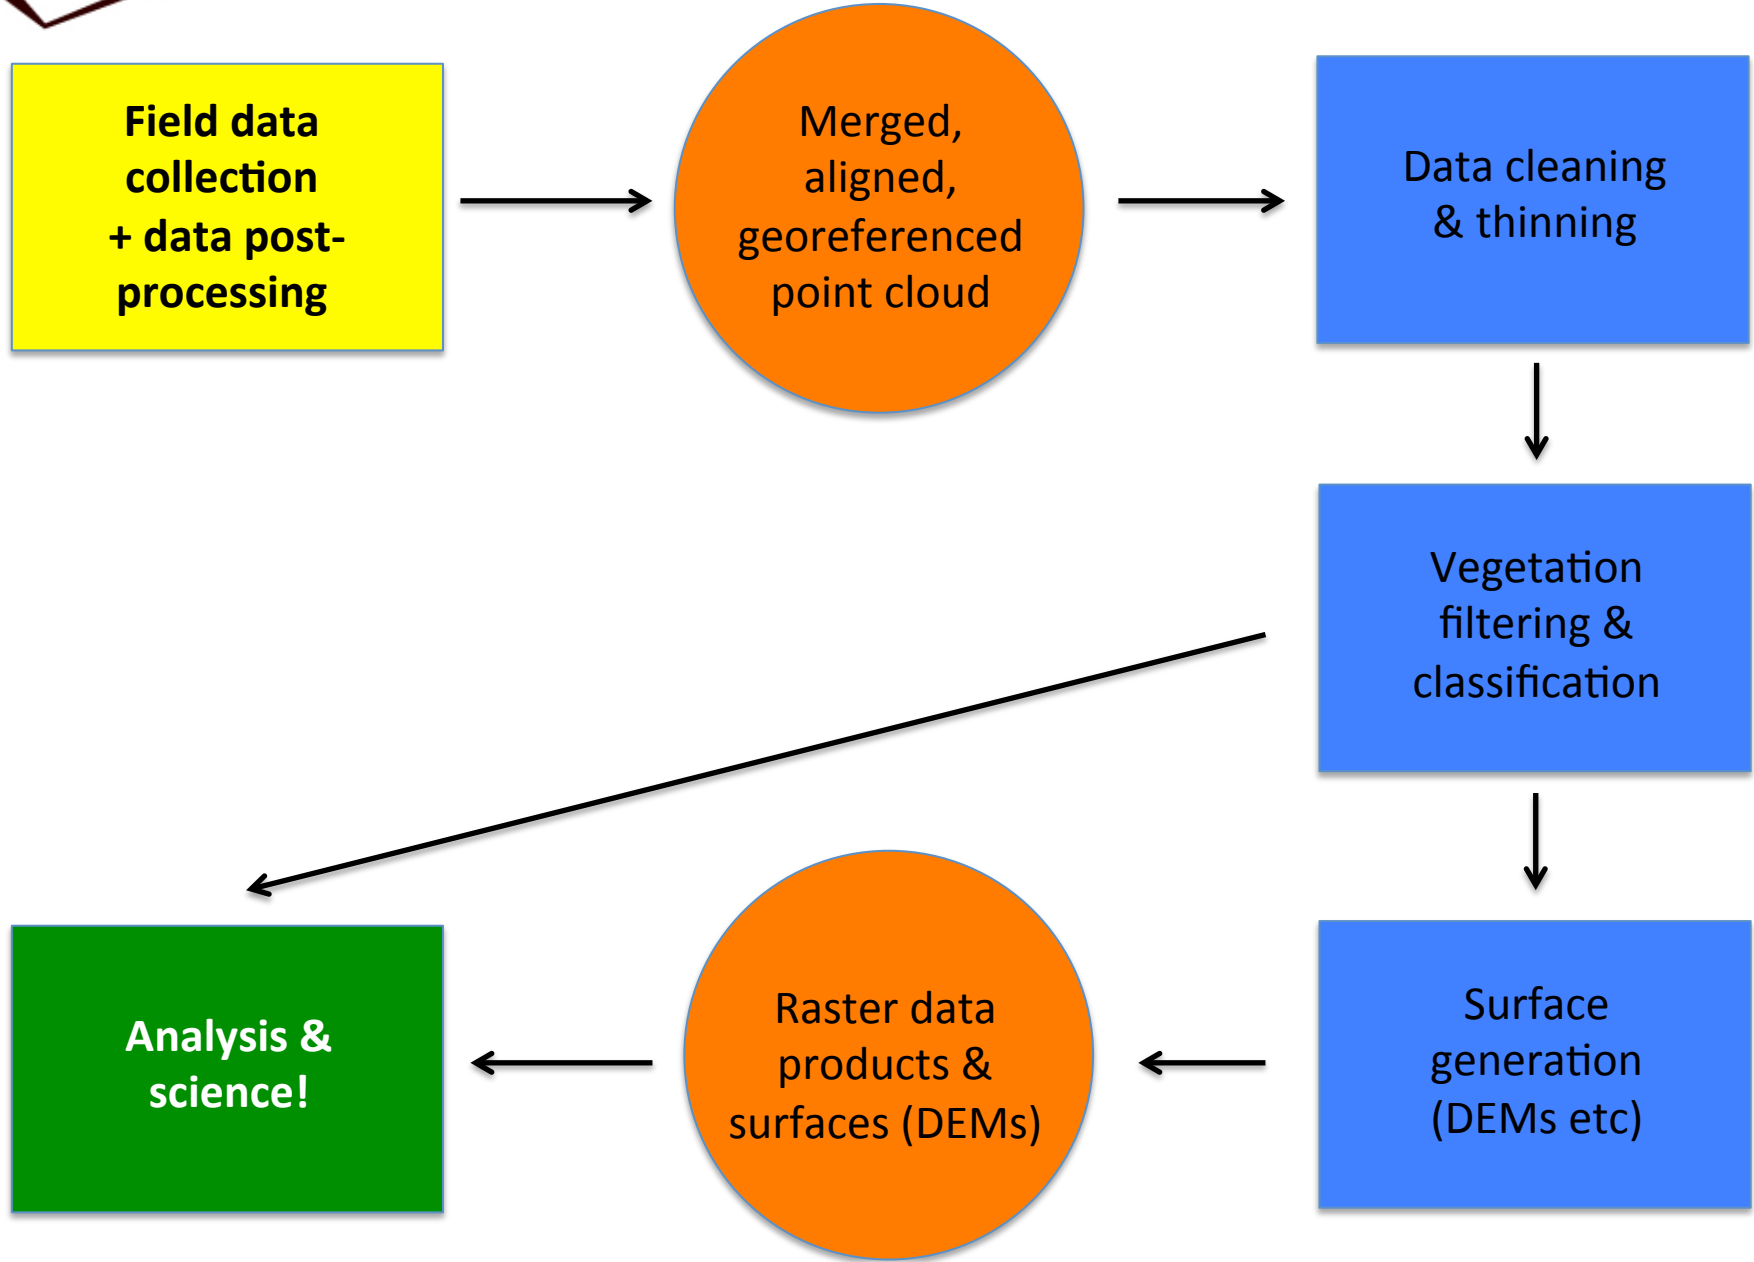 Field data
collection
+ data post-
processing
Merged,
aligned,
georeferenced
point cloud
Data cleaning
& thinning
Vegetation
filtering &
classification
Surface
generation
(DEMs etc)
Raster data
products &
surfaces (DEMs)
Analysis &
science!